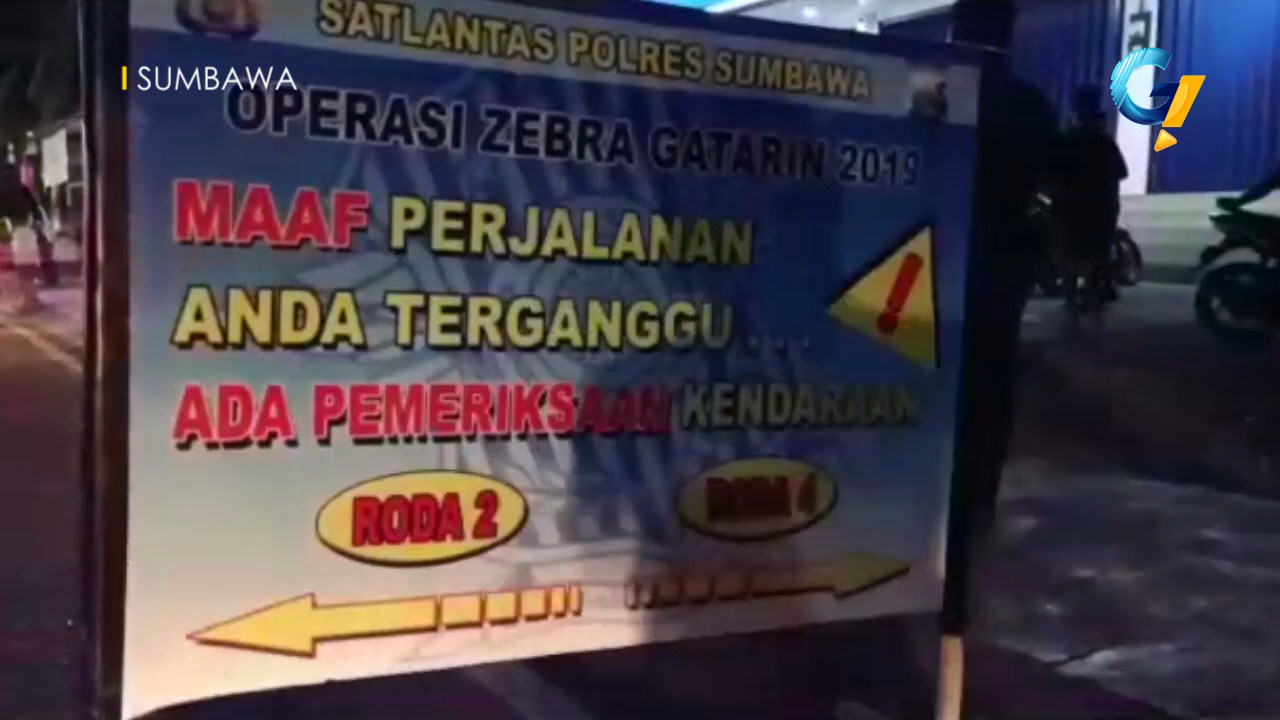 SATLANTAS POLRES SUMBAWA
SUMBAWA
OPERASI ZEBRA GATARIN 2019
MAAF PERJALANAN
ANDA TERGANGGU . . . .
ADA PEMERIKSAAN KENDARAAN
RODA 2
RODA 4
G!